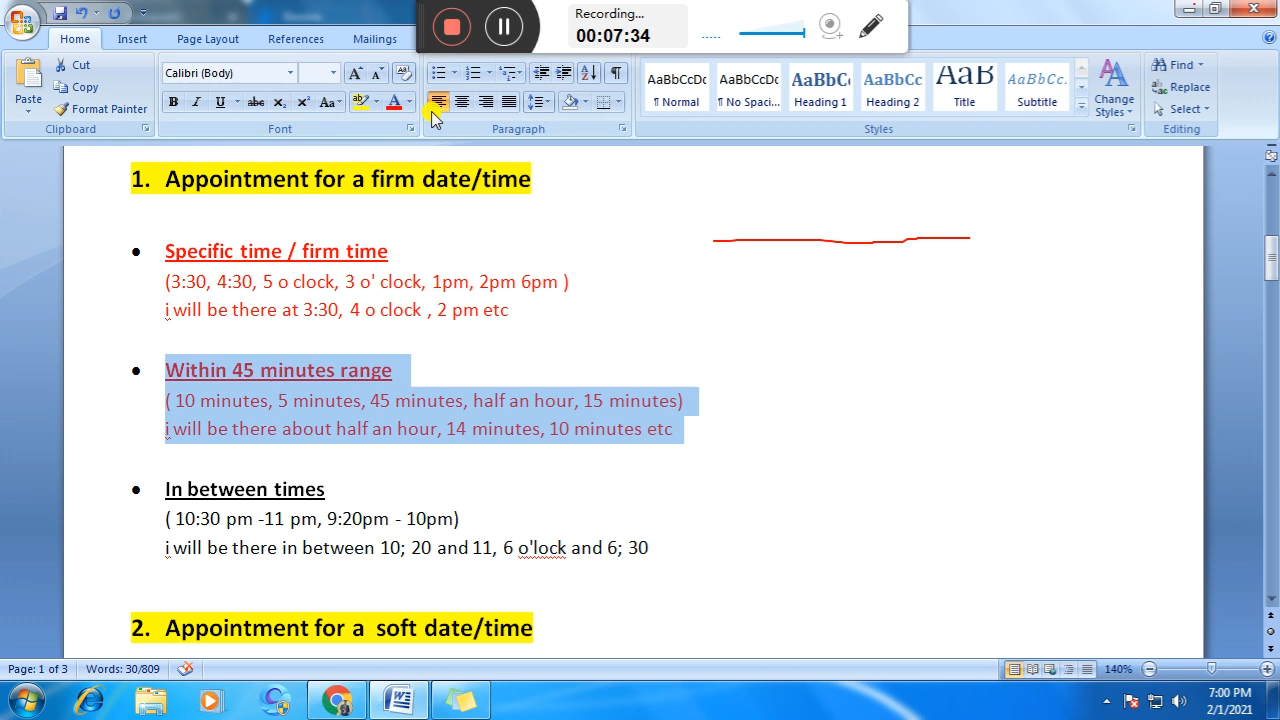 Recording...
00:07:34
Home Insert Page Layout References Mailings
Cut
Copy
Format Painter
Paste
Clipboard
Calibri (Body)
Font
Paragraph
AaBbCcDc AaBbCcDc AaBbC AaBbCc AaB AaBbCc.
¶ Normal ¶ No Spaci... Heading 1 Heading 2 Title Subtitle
Change Styles
Styles
Find
Replace
Select
Editing
1. Appointment for a firm date/time
• Specific time / firm time
(3:30, 4:30, 5 o clock, 3 o' clock, 1pm, 2pm 6pm )
i will be there at 3:30, 4 o clock , 2 pm etc
• Within 45 minutes range
( 10 minutes, 5 minutes, 45 minutes, half an hour, 15 minutes)
i will be there about half an hour, 14 minutes, 10 minutes etc
• In between times
( 10:30 pm -11 pm, 9:20pm - 10pm)
i will be there in between 10; 20 and 11, 6 o'lock and 6; 30
2. Appointment for a soft date/time
Page: 1 of 3 Words: 30/809 140%
7:00 PM
2/1/2021